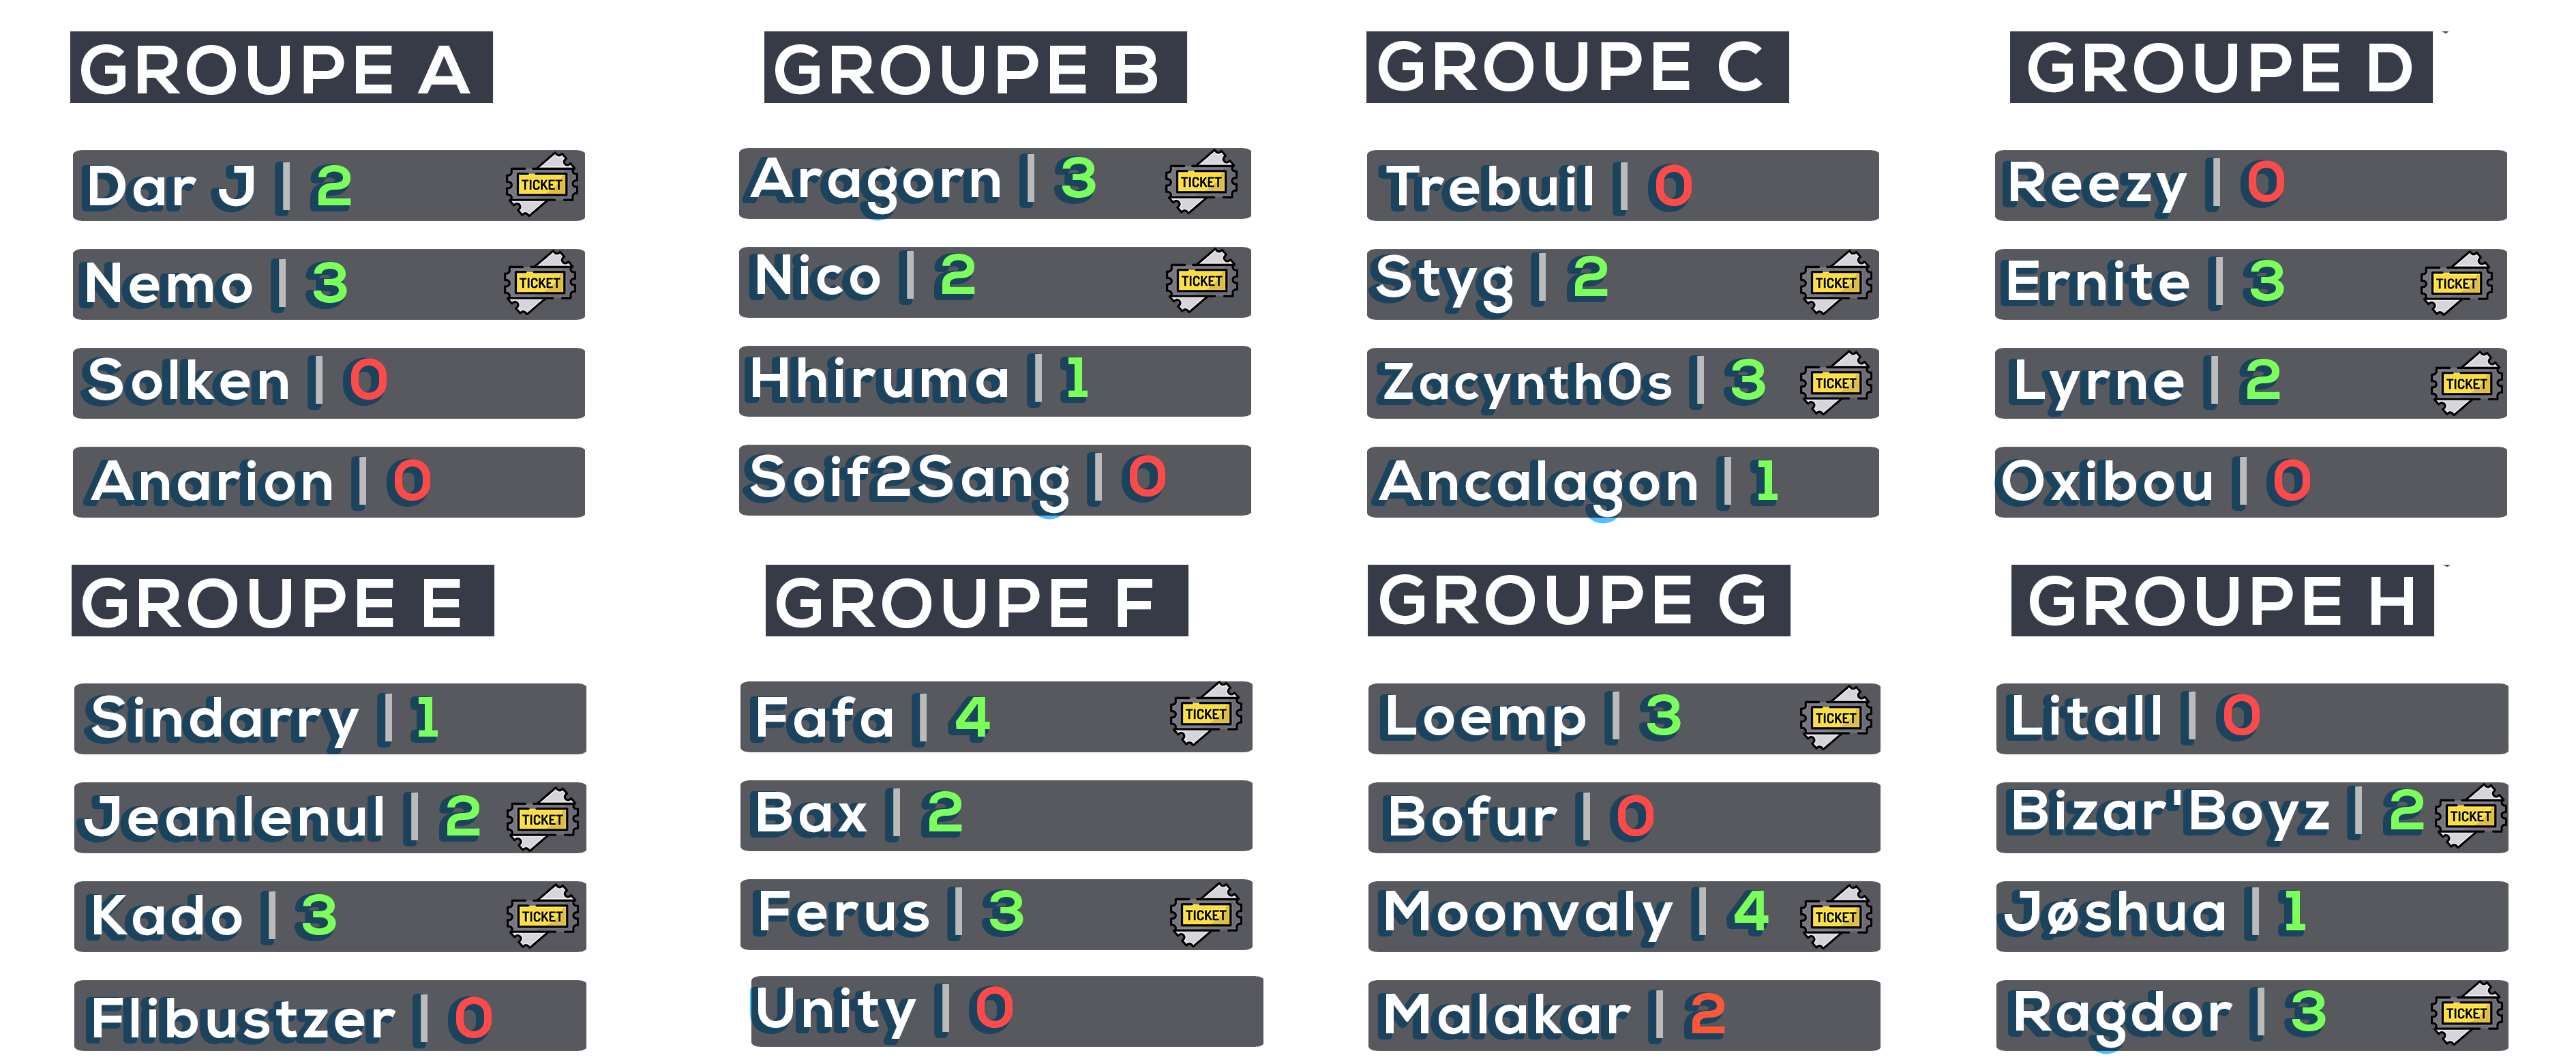 GROUPE A
Dar J | 2 TICKET
Nemo | 3 TICKET
Solken | 0
Anarion | 0
GROUPE B
Aragorn | 3 TICKET
Nico | 2 TICKET
Hhiruma | 1
Soif2Sang | 0
GROUPE C
Trebuil | 0
Styg | 2 TICKET
Zacynth0s | 3 TICKET
Ancalagon | 1
GROUPE D
Reezy | 0
Ernite | 3 TICKET
Lyrne | 2 TICKET
Oxibou | 0
GROUPE E
Sindarry | 1
Jeanlenul | 2 TICKET
Kado | 3 TICKET
Flibustzer | 0
GROUPE F
Fafa | 4 TICKET
Bax | 2
Ferus | 3 TICKET
Unity | 0
GROUPE G
Loemp | 3 TICKET
Bofur | 0
Moonvaly | 4 TICKET
Malakar | 2
GROUPE H
Litall | 0
Bizar'Boyz | 2 TICKET
Jøshua | 1
Ragdor | 3 TICKET